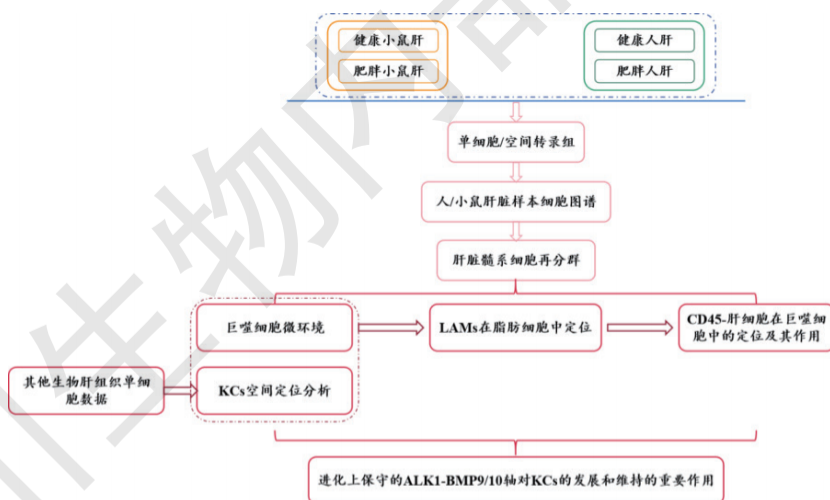 健康小鼠肝
健康人肝
肥胖小鼠肝
肥胖人肝
单细胞/空间转录组
人/小鼠肝脏样本细胞图谱
肝脏髓系细胞再分群
巨噬细胞微环境
LAMs在脂肪细胞中定位
CD45-肝细胞在巨噬细
胞中的定位及其作用
其他生物肝组织单细
胞数据
KCs空间定位分析
进化上保守的ALK1-BMP9/10轴对KCs的发展和维持的重要作用
生物内部